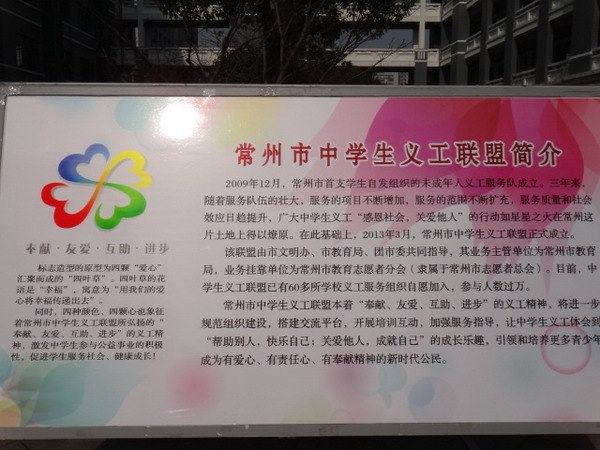 常州市中学生义工联盟简介
2009年12月，常州市首支学生自发组织的未成年人义工服务队成立。三年来，
随着服务队伍的壮大，服务的项目不断增加，服务的范围不断扩充，服务质量和社会
效应日趋提升，广大中学生义工“感恩社会，关爱他人”的行动如星星之火在常州这
片土地上得以燎原。在此基础上，2013年3月，常州市中学生义工联盟正式成立。
该联盟由市文明办、市教育局、团市委共同指导，其业务主管单位为常州市教育
局，业务挂靠单位为常州市教育志愿者分会（隶属于常州市志愿者总会）。目前，中
学生义工联盟已有60多所学校义工服务组织自愿加入，参与人数过万。
常州市中学生义工联盟本着“奉献、友爱、互助、进步”的义工精神，将进一步
规范组织建设，搭建交流平台，开展培训互动，加强服务指导，让中学生义工体会到
“帮助别人，快乐自己；关爱他人，成就自己”的成长乐趣，引领和培养更多青少年
成为有爱心、有责任心、有奉献精神的新时代公民。
奉献·友爱·互助·进步
标志造型的原型为四颗“爱心”
汇聚而成的“四叶草”。四叶草的花
语是“幸福”，寓意为“用我们的爱
心将幸福传递出去”。
同时，四种颜色、四颗心也象征
着常州市中学生义工联盟所弘扬的“
奉献、友爱、互助、进步”的义工精
神，激发中学生参与公益事业的积极
性，促进学生服务社会、健康成长！